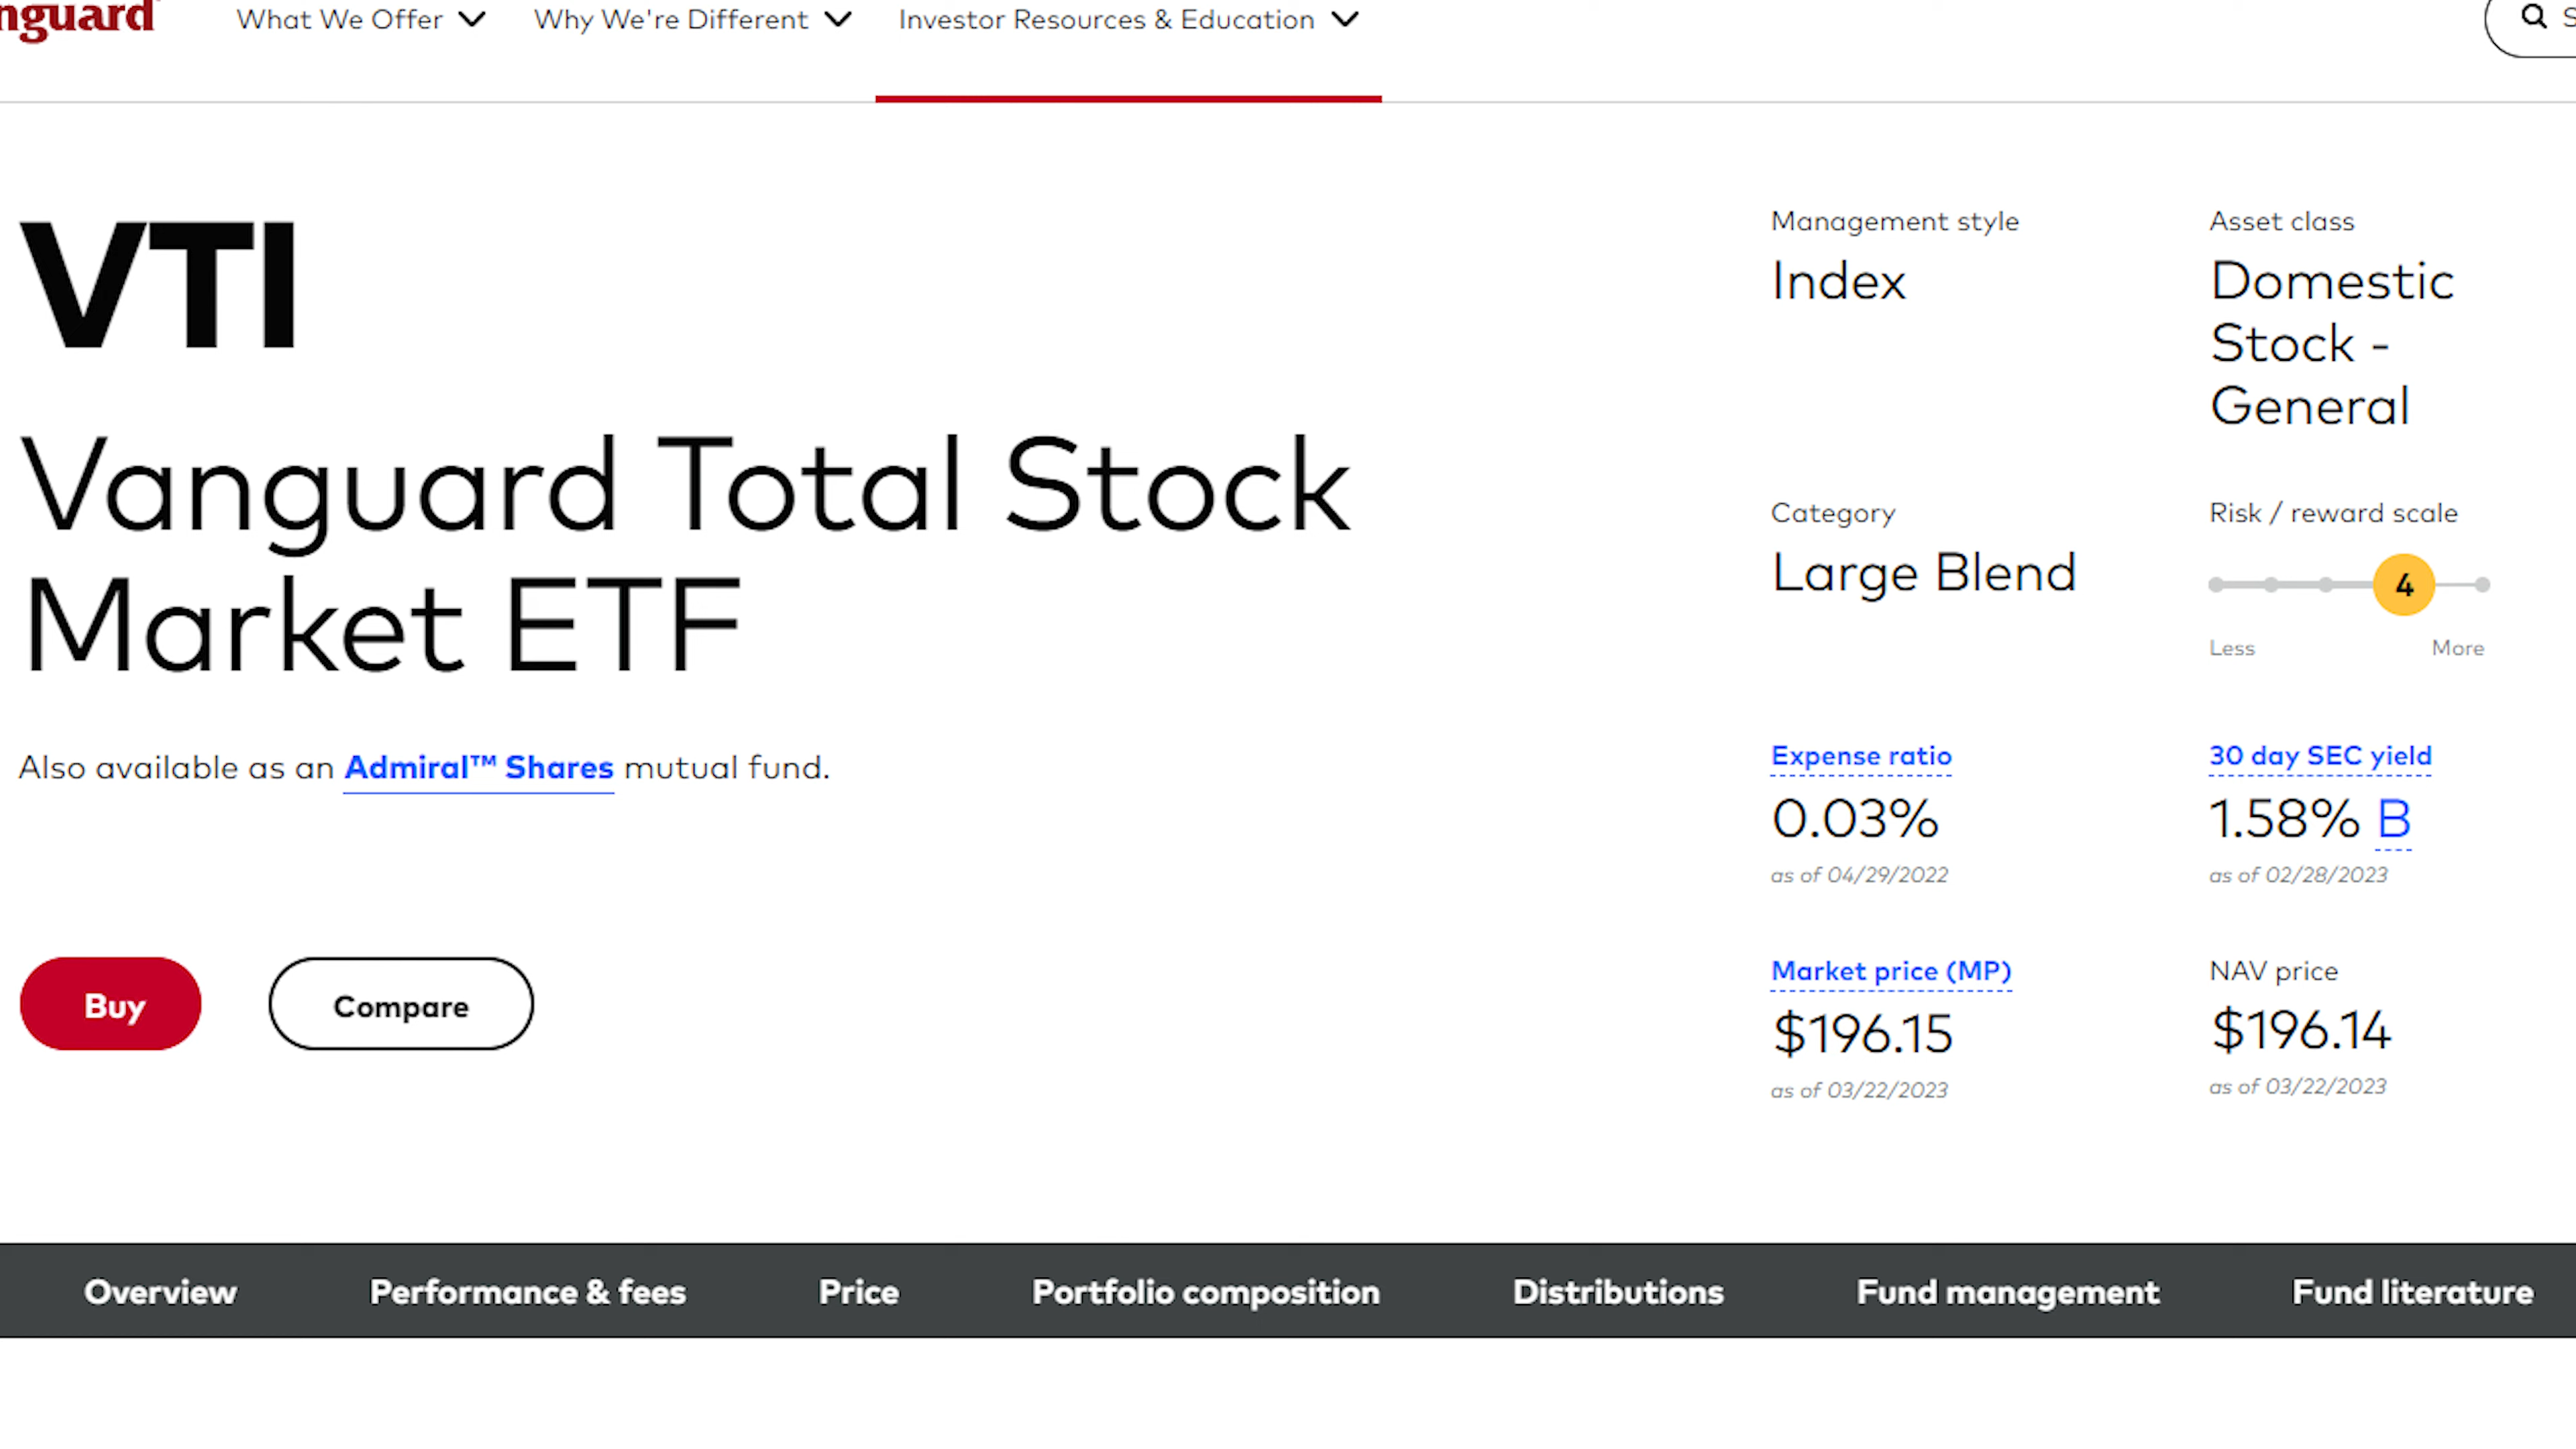 nguard
What We Offer
Why We're Different
Investor Resources & Education
VTI
Vanguard Total Stock
Market ETF
Also available as an Admiral™ Shares mutual fund.
Buy
Compare
Management style
Index
Asset class
Domestic
Stock -
General
Category
Large Blend
Risk / reward scale
4
Less
More
Expense ratio
0.03%
as of 04/29/2022
30 day SEC yield
1.58% B
as of 02/28/2023
Market price (MP)
$196.15
as of 03/22/2023
NAV price
$196.14
as of 03/22/2023
Overview
Performance & fees
Price
Portfolio composition
Distributions
Fund management
Fund literature